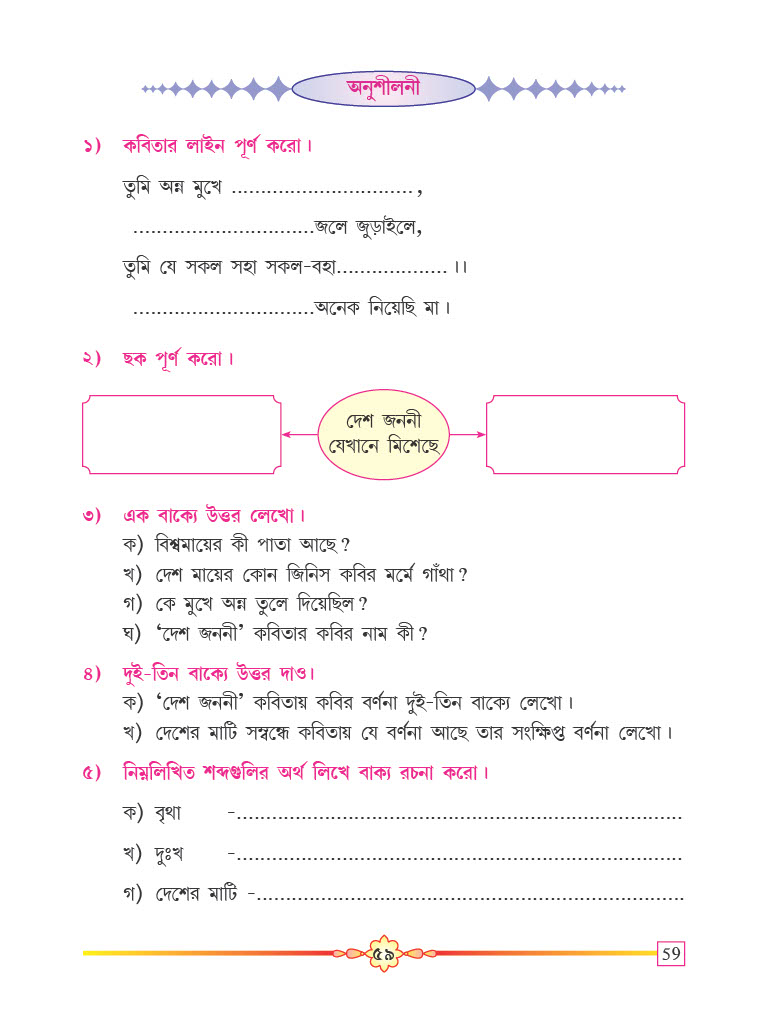 অনুশীলনী
১) কবিতার লাইন পূর্ণ করো।
তুমি অন্ন মুখে ............................... ,
...............................জলে জুড়াইলে,
তুমি যে সকল সহা সকল-বহা................... ।।
...............................অনেক নিয়েছি মা।
২) ছক পূর্ণ করো।
দেশ জননী
যেখানে মিশেছে
৩) এক বাক্যে উত্তর লেখো।
ক) বিশ্বমায়ের কী পাতা আছে?
খ) দেশ মায়ের কোন জিনিস কবির মর্মে গাঁথা?
গ) কে মুখে অন্ন তুলে দিয়েছিল?
ঘ) ‘দেশ জননী’ কবিতার কবির নাম কী?
৪) দুই-তিন বাক্যে উত্তর দাও।
ক) ‘দেশ জননী’ কবিতায় কবির বর্ণনা দুই-তিন বাক্যে লেখো।
খ) দেশের মাটি সম্বন্ধে কবিতায় যে বর্ণনা আছে তার সংক্ষিপ্ত বর্ণনা লেখো।
৫) নিম্নলিখিত শব্দগুলির অর্থ লিখে বাক্য রচনা করো।
ক) বৃথা -............................................................................
খ) দুঃখ -............................................................................
গ) দেশের মাটি -.........................................................................
৫৯ 59